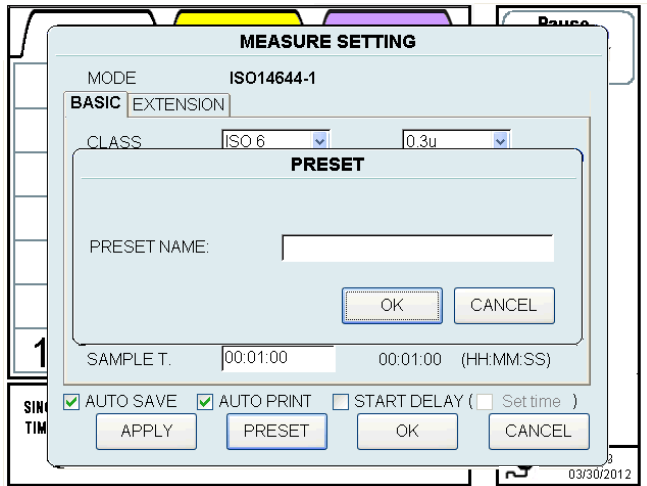 Pause
MEASURE SETTING
MODE ISO14644-1
BASIC EXTENSION
CLASS ISO 6 0.3u
PRESET
PRESET NAME:
OK CANCEL
1
SAMPLE T. 00:01:00 00:01:00 (HH:MM:SS)
AUTO SAVE AUTO PRINT START DELAY ( Set time )
SIN
TIM
APPLY PRESET OK CANCEL
03/30/2012